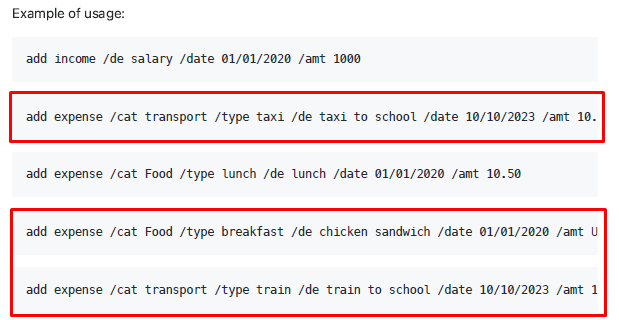 Example of usage:
add income /de salary /date 01/01/2020 /amt 1000
add expense /cat transport /type taxi /de taxi to school /date 10/10/2023 /amt 10.
add expense /cat Food /type lunch /de lunch /date 01/01/2020 /amt 10.50
add expense /cat Food /type breakfast /de chicken sandwich /date 01/01/2020 /amt U
add expense /cat transport /type train /de train to school /date 10/10/2023 /amt 1